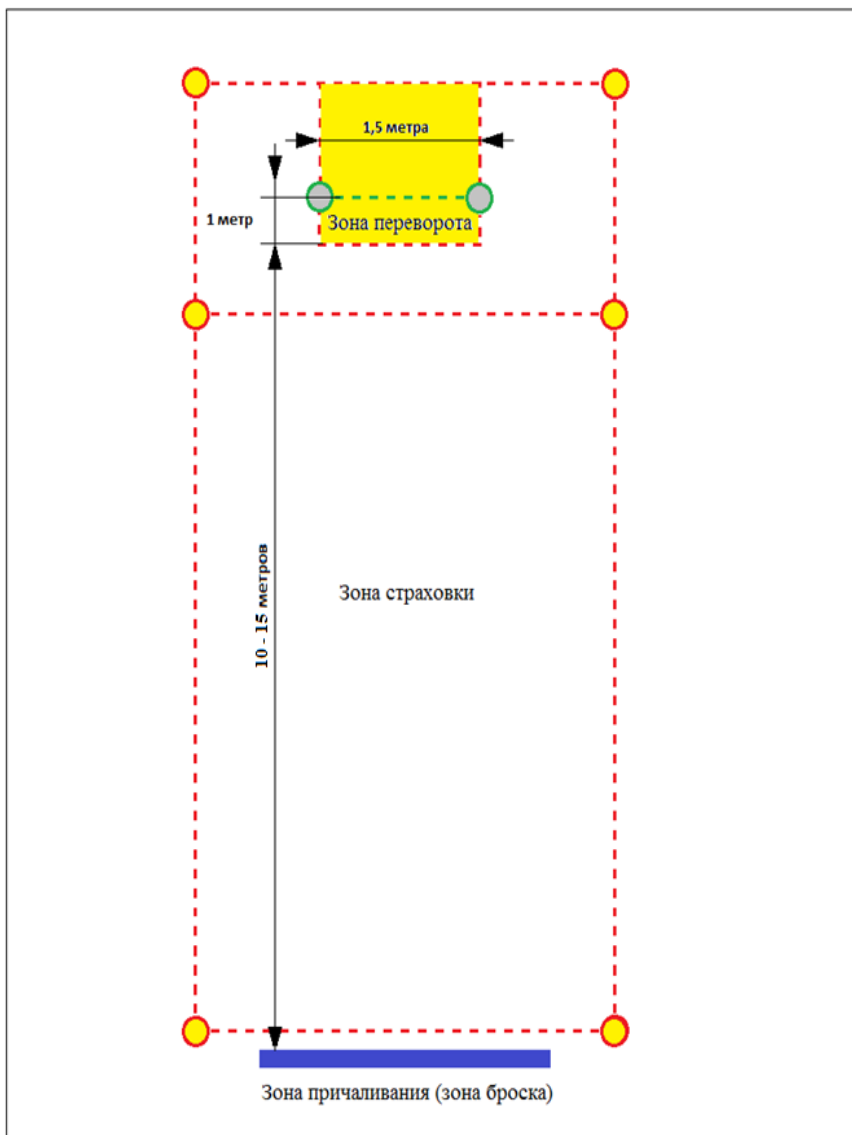 1,5 метра
1 метр
Зона переворота
10 - 15 метров
Зона страховки
Зона причаливания (зона броска)